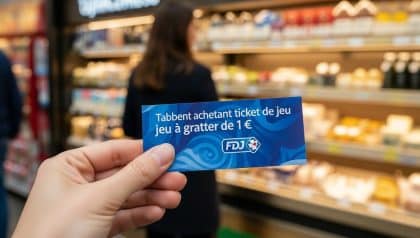 Tabbent achetant ticket de jeu
jeu à gratter de 1 €
FDJ